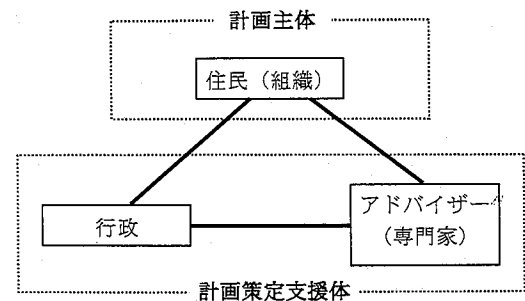 計画主体
住民（組織）
行政
アドバイザー
（専門家）
計画策定支援体